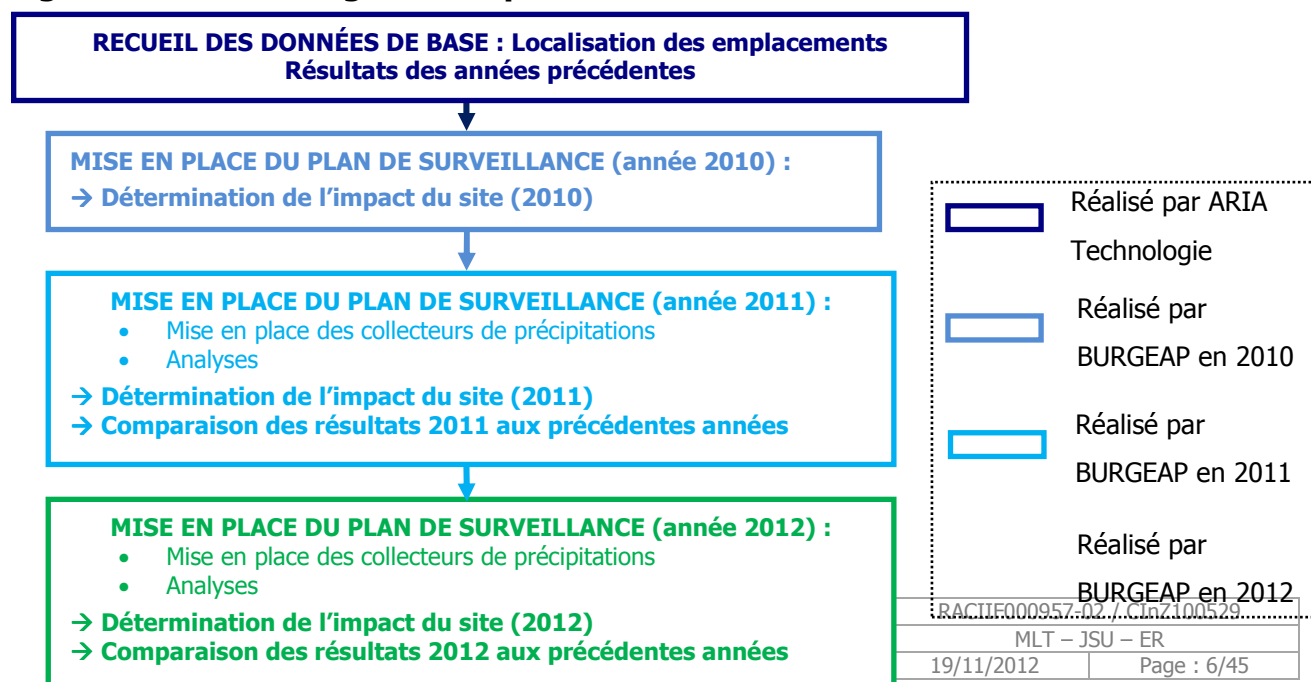 RECUEIL DES DONNÉES DE BASE : Localisation des emplacements
Résultats des années précédentes
MISE EN PLACE DU PLAN DE SURVEILLANCE (année 2010) :
→ Détermination de l’impact du site (2010)
MISE EN PLACE DU PLAN DE SURVEILLANCE (année 2011) :
• Mise en place des collecteurs de précipitations
• Analyses
→ Détermination de l’impact du site (2011)
→ Comparaison des résultats 2011 aux précédentes années
MISE EN PLACE DU PLAN DE SURVEILLANCE (année 2012) :
• Mise en place des collecteurs de précipitations
• Analyses
→ Détermination de l’impact du site (2012)
→ Comparaison des résultats 2012 aux précédentes années
Réalisé par ARIA
Technologie
Réalisé par
BURGEAP en 2010
Réalisé par
BURGEAP en 2011
Réalisé par
BURGEAP en 2012
RACIIF000957-02 / CInZ100529
MLT – JSU – ER
19/11/2012 Page : 6/45